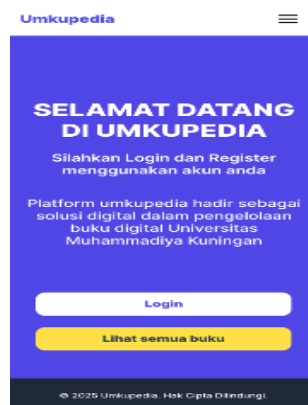 Umkupedia
SELAMAT DATANG
DI UMKUPEDIA
Silahkan Login dan Register
menggunakan akun anda
Platform umkupedia hadir sebagai
solusi digital dalam pengelolaan
buku digital Universitas
Muhammadiya Kuningan
Login
Lihat semua buku
© 2025 Umkupedia. Hak Cipta Dilindungi.